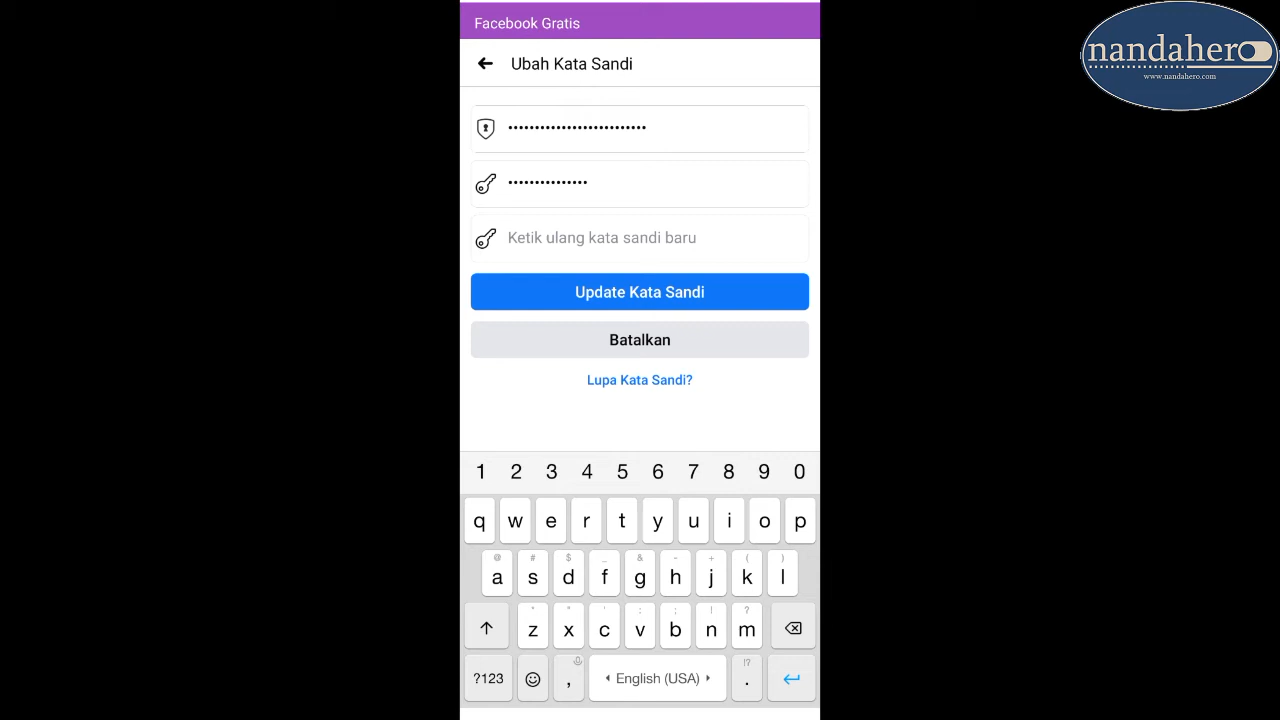 Facebook Gratis
nandahero
www.nandahero.com
Ubah Kata Sandi
••••••••••••••••••••••••••
•••••••••••••••
Ketik ulang kata sandi baru
Update Kata Sandi
Batalkan
Lupa Kata Sandi?
1 2 3 4 5 6 7 8 9 0
q w e r t y u i o p
@ # $ _ & - + ( )
a s d f g h j k l
* " ' : ; ! ?
z x c v b n m
!?
?123 , English (USA) .